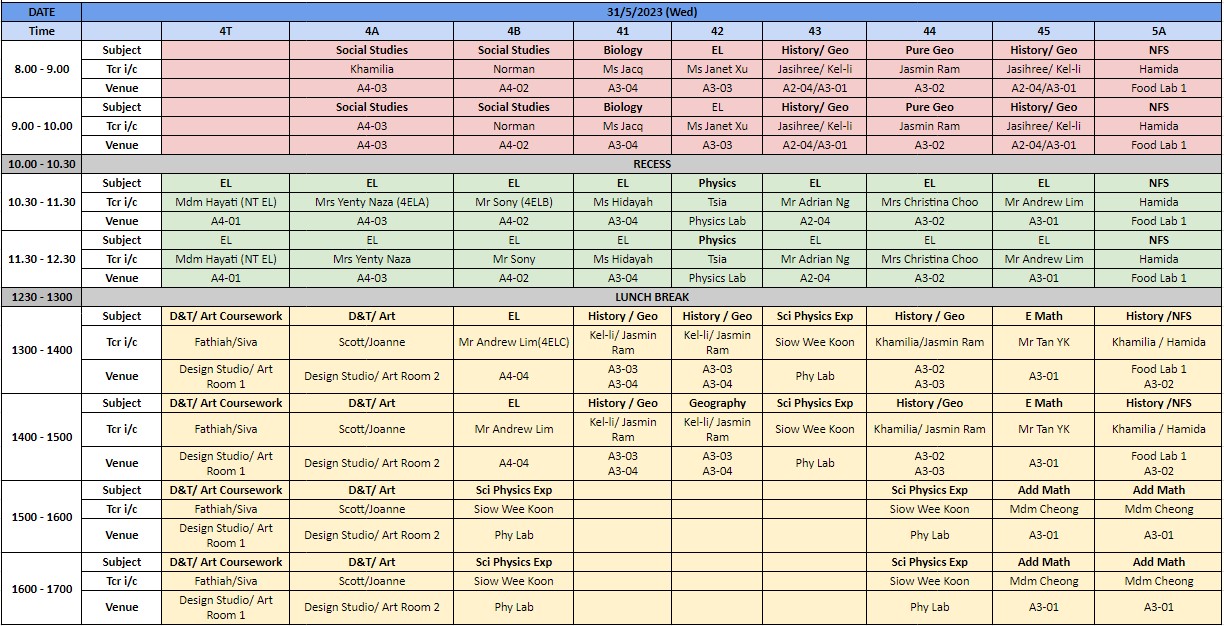 DATE 31/5/2023 (Wed)
Time 4T 4A 4B 41 42 43 44 45 5A
8.00 - 9.00
Subject Social Studies Social Studies Biology EL History/ Geo Pure Geo History/ Geo NFS
Tcr i/c Khamilia Norman Ms Jacq Ms Janet Xu Jasihree/ Kel-li Jasmin Ram Jasihree/ Kel-li Hamida
Venue A4-03 A4-02 A3-04 A3-03 A2-04/A3-01 A3-02 A2-04/A3-01 Food Lab 1
9.00 - 10.00
Subject Social Studies Social Studies Biology EL History/ Geo Pure Geo History/ Geo NFS
Tcr i/c A4-03 Norman Ms Jacq Ms Janet Xu Jasihree/ Kel-li Jasmin Ram Jasihree/ Kel-li Hamida
Venue A4-02 A3-04 A3-03 A2-04/A3-01 A3-02 A2-04/A3-01 Food Lab 1
10.00 - 10.30 RECESS
10.30 - 11.30
Subject EL EL EL EL Physics EL EL EL NFS
Tcr i/c Mdm Hayati (NT EL) Mrs Yenty Naza (4ELA) Mr Sony (4ELB) Ms Hidayah Tsia Mr Adrian Ng Mrs Christina Choo Mr Andrew Lim Hamida
Venue A4-01 A4-03 A4-02 A3-04 Physics Lab A2-04 A3-02 A3-01 Food Lab 1
11.30 - 12.30
Subject EL EL EL EL Physics EL EL EL NFS
Tcr i/c Mdm Hayati (NT EL) Mrs Yenty Naza Mr Sony Ms Hidayah Tsia Mr Adrian Ng Mrs Christina Choo Mr Andrew Lim Hamida
Venue A4-01 A4-03 A4-02 A3-04 Physics Lab A2-04 A3-02 A3-01 Food Lab 1
1230 - 1300 LUNCH BREAK
1300 - 1400
Subject D&T/ Art Coursework D&T/ Art EL History / Geo History / Geo Sci Physics Exp History / Geo E Math History /NFS
Tcr i/c Fathiah/Siva Scott/Joanne Mr Andrew Lim(4ELC) Kel-li/ Jasmin Ram Kel-li/ Jasmin Ram Siow Wee Koon Khamilia/Jasmin Ram Mr Tan YK Khamilia / Hamida
Venue Design Studio/ Art Room 1 Design Studio/ Art Room 2 A4-04 A3-03 A3-04 A3-03 A3-04 Phy Lab A3-02 A3-03 A3-01 Food Lab 1 A3-02
1400 - 1500
Subject D&T/ Art Coursework D&T/ Art EL History / Geo Geography Sci Physics Exp History /Geo E Math History /NFS
Tcr i/c Fathiah/Siva Scott/Joanne Mr Andrew Lim Kel-li/ Jasmin Ram Kel-li/ Jasmin Ram Siow Wee Koon Khamilia/ Jasmin Ram Mr Tan YK Khamilia / Hamida
Venue Design Studio/ Art Room 1 Design Studio/ Art Room 2 A4-04 A3-03 A3-04 A3-03 A3-04 Phy Lab A3-02 A3-03 A3-01 Food Lab 1 A3-02
1500 - 1600
Subject D&T/ Art Coursework D&T/ Art Sci Physics Exp Sci Physics Exp Add Math Add Math
Tcr i/c Fathiah/Siva Scott/Joanne Siow Wee Koon Siow Wee Koon Mdm Cheong Mdm Cheong
Venue Design Studio/ Art Room 1 Design Studio/ Art Room 2 Phy Lab Phy Lab A3-01 A3-01
1600 - 1700
Subject D&T/ Art Coursework D&T/ Art Sci Physics Exp Sci Physics Exp Add Math Add Math
Tcr i/c Fathiah/Siva Scott/Joanne Siow Wee Koon Siow Wee Koon Mdm Cheong Mdm Cheong
Venue Design Studio/ Art Room 1 Design Studio/ Art Room 2 Phy Lab Phy Lab A3-01 A3-01